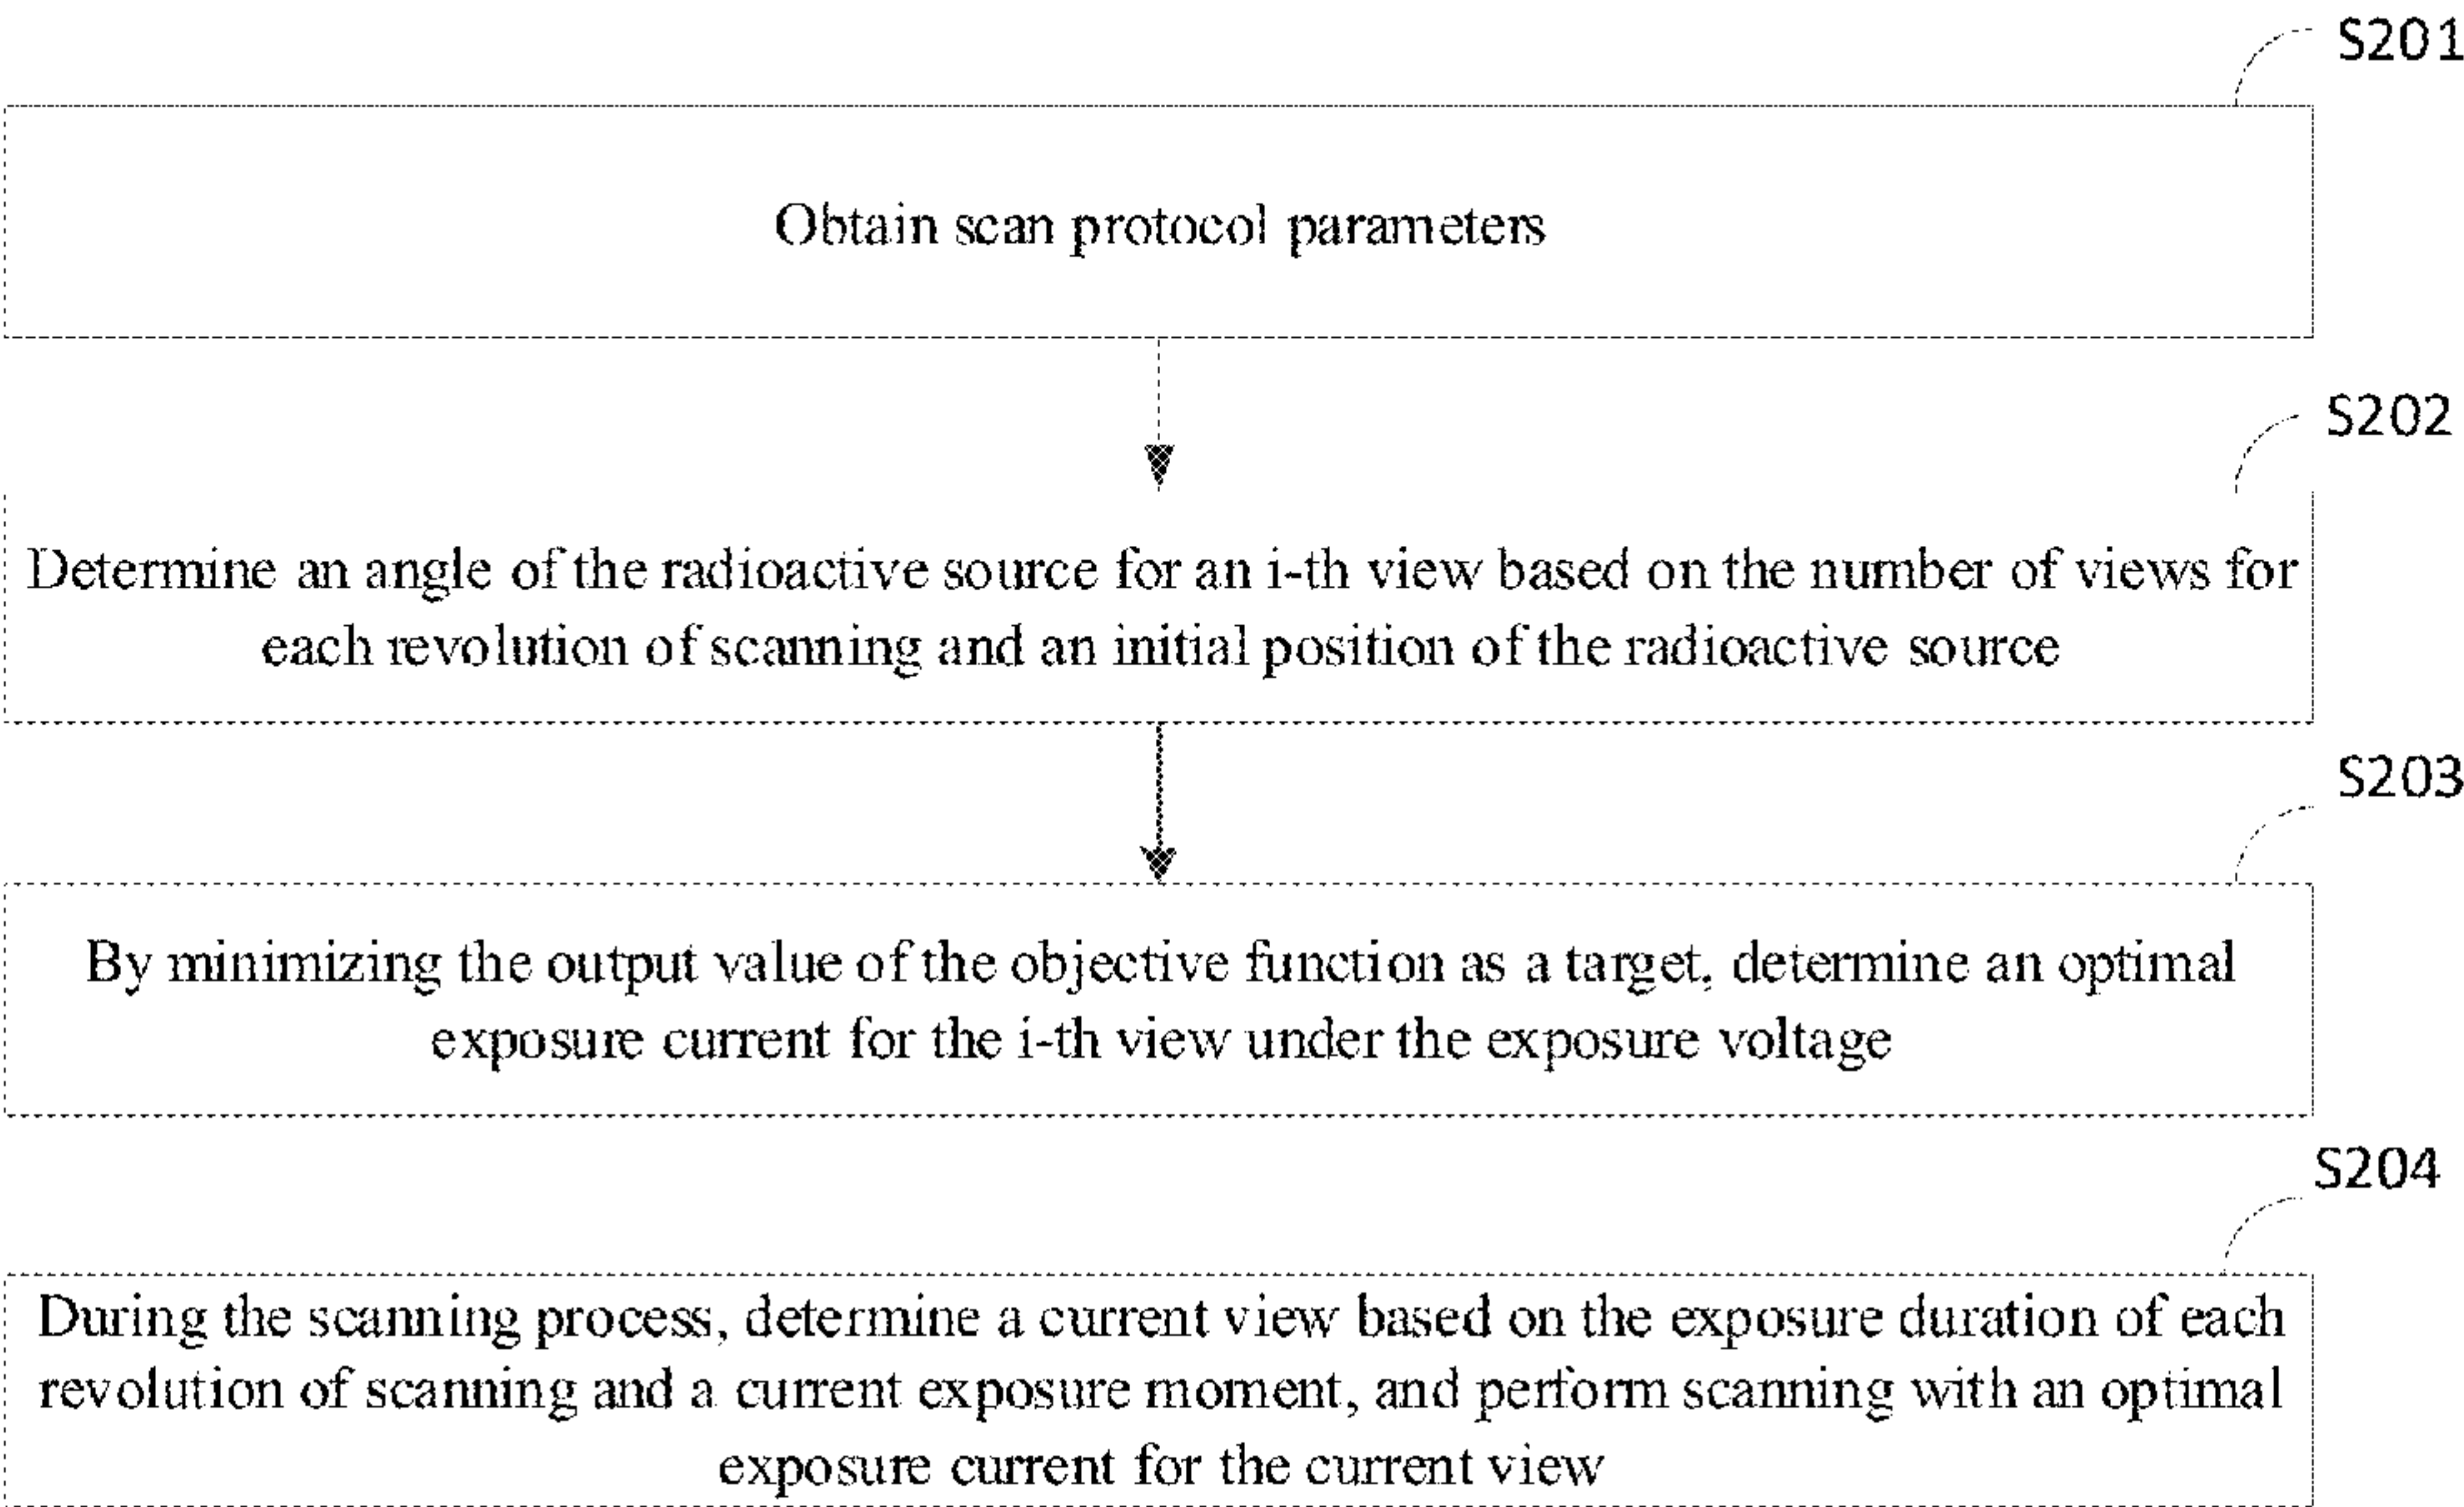 S201
Obtain scan protocol parameters
S202
Determine an angle of the radioactive source for an i-th view based on the number of views for
each revolution of scanning and an initial position of the radioactive source
S203
By minimizing the output value of the objective function as a target, determine an optimal
exposure current for the i-th view under the exposure voltage
S204
During the scanning process, determine a current view based on the exposure duration of each
revolution of scanning and a current exposure moment, and perform scanning with an optimal
exposure current for the current view